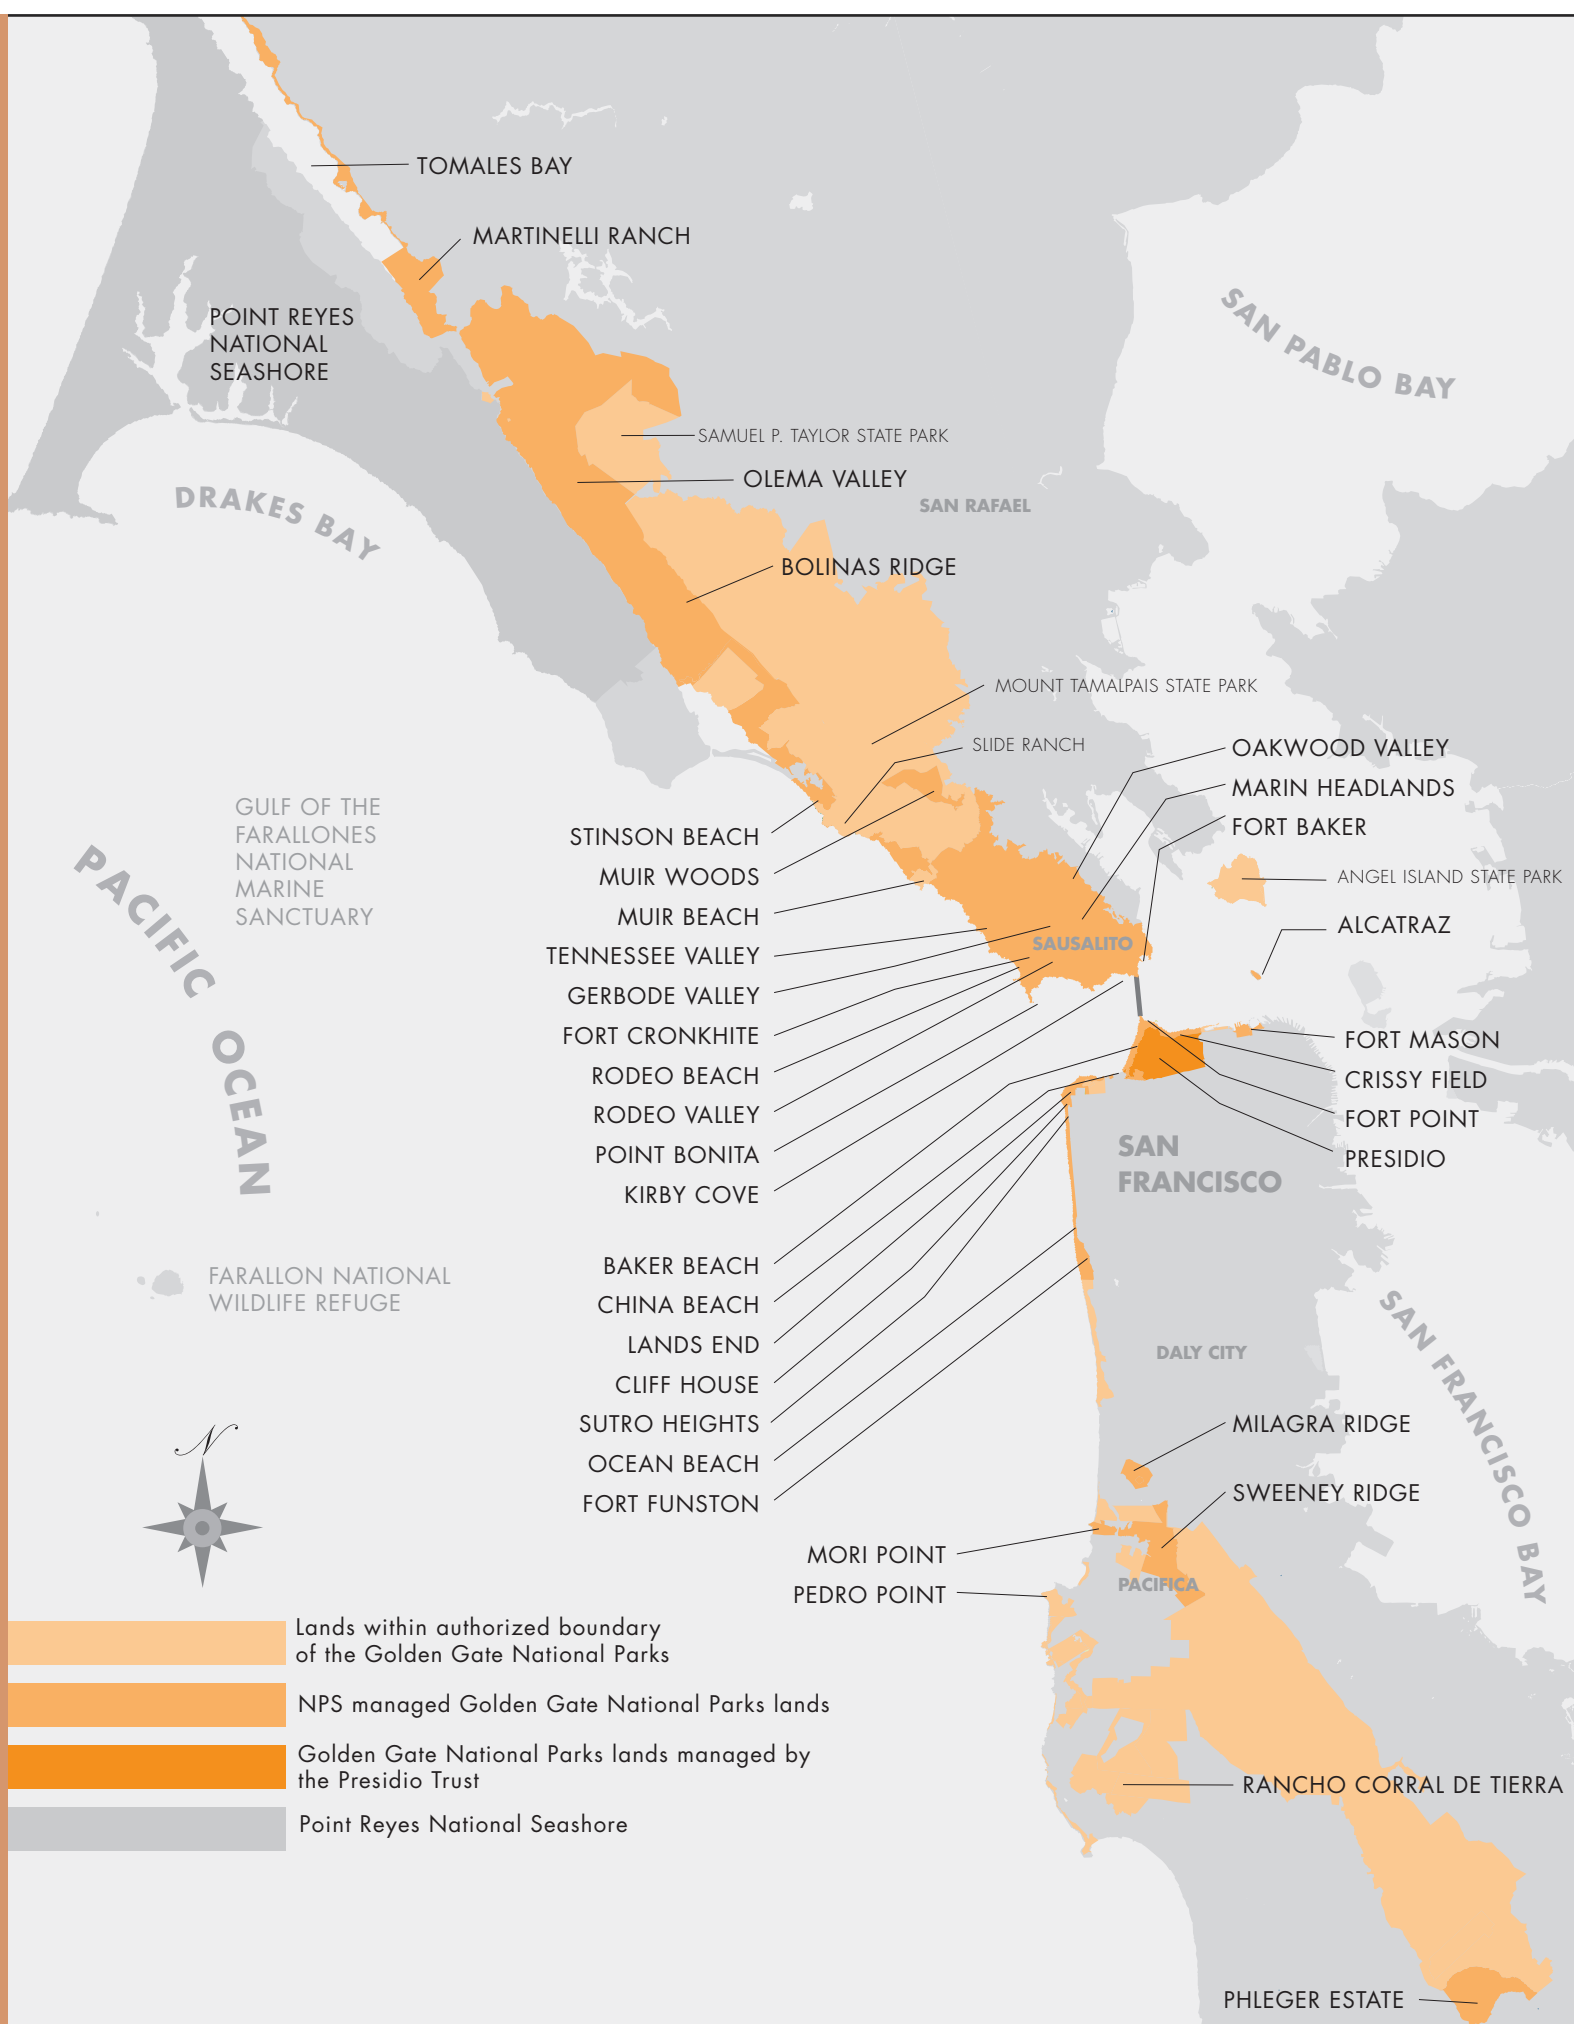 TOMALES BAY
MARTINELLI RANCH
POINT REYES
NATIONAL
SEASHORE
SAN PABLO BAY
SAMUEL P. TAYLOR STATE PARK
OLEMA VALLEY
DRAKES BAY
SAN RAFAEL
BOLINAS RIDGE
MOUNT TAMALPAIS STATE PARK
SLIDE RANCH
OAKWOOD VALLEY
MARIN HEADLANDS
FORT BAKER
GULF OF THE
FARALLONES
NATIONAL
MARINE
SANCTUARY
PACIFIC OCEAN
STINSON BEACH
MUIR WOODS
MUIR BEACH
TENNESSEE VALLEY
GERBODE VALLEY
FORT CRONKHITE
RODEO BEACH
RODEO VALLEY
POINT BONITA
KIRBY COVE
ANGEL ISLAND STATE PARK
ALCATRAZ
SAUSALITO
FORT MASON
CRISSY FIELD
FORT POINT
PRESIDIO
SAN
FRANCISCO
BAKER BEACH
CHINA BEACH
LANDS END
CLIFF HOUSE
SUTRO HEIGHTS
OCEAN BEACH
FORT FUNSTON
FARALLON NATIONAL
WILDLIFE REFUGE
SAN FRANCISCO BAY
DALY CITY
MILAGRA RIDGE
SWEENEY RIDGE
N
MORI POINT
PEDRO POINT
PACIFICA
Lands within authorized boundary
of the Golden Gate National Parks
NPS managed Golden Gate National Parks lands
Golden Gate National Parks lands managed by
the Presidio Trust
Point Reyes National Seashore
RANCHO CORRAL DE TIERRA
PHLEGER ESTATE